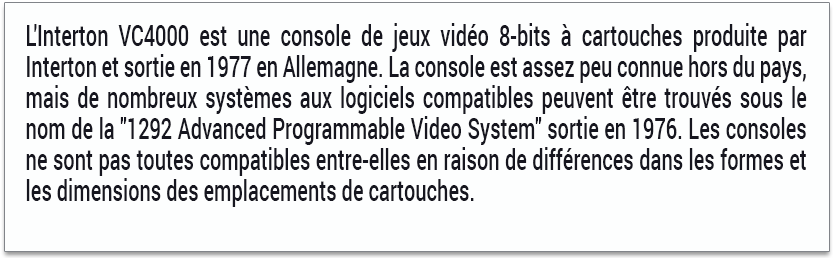 L'Interton VC4000 est une console de jeux vidéo 8-bits à cartouches produite par
Interton et sortie en 1977 en Allemagne. La console est assez peu connue hors du pays,
mais de nombreux systèmes aux logiciels compatibles peuvent être trouvés sous le
nom de la "1292 Advanced Programmable Video System" sortie en 1976. Les consoles
ne sont pas toutes compatibles entre-elles en raison de différences dans les formes et
les dimensions des emplacements de cartouches.